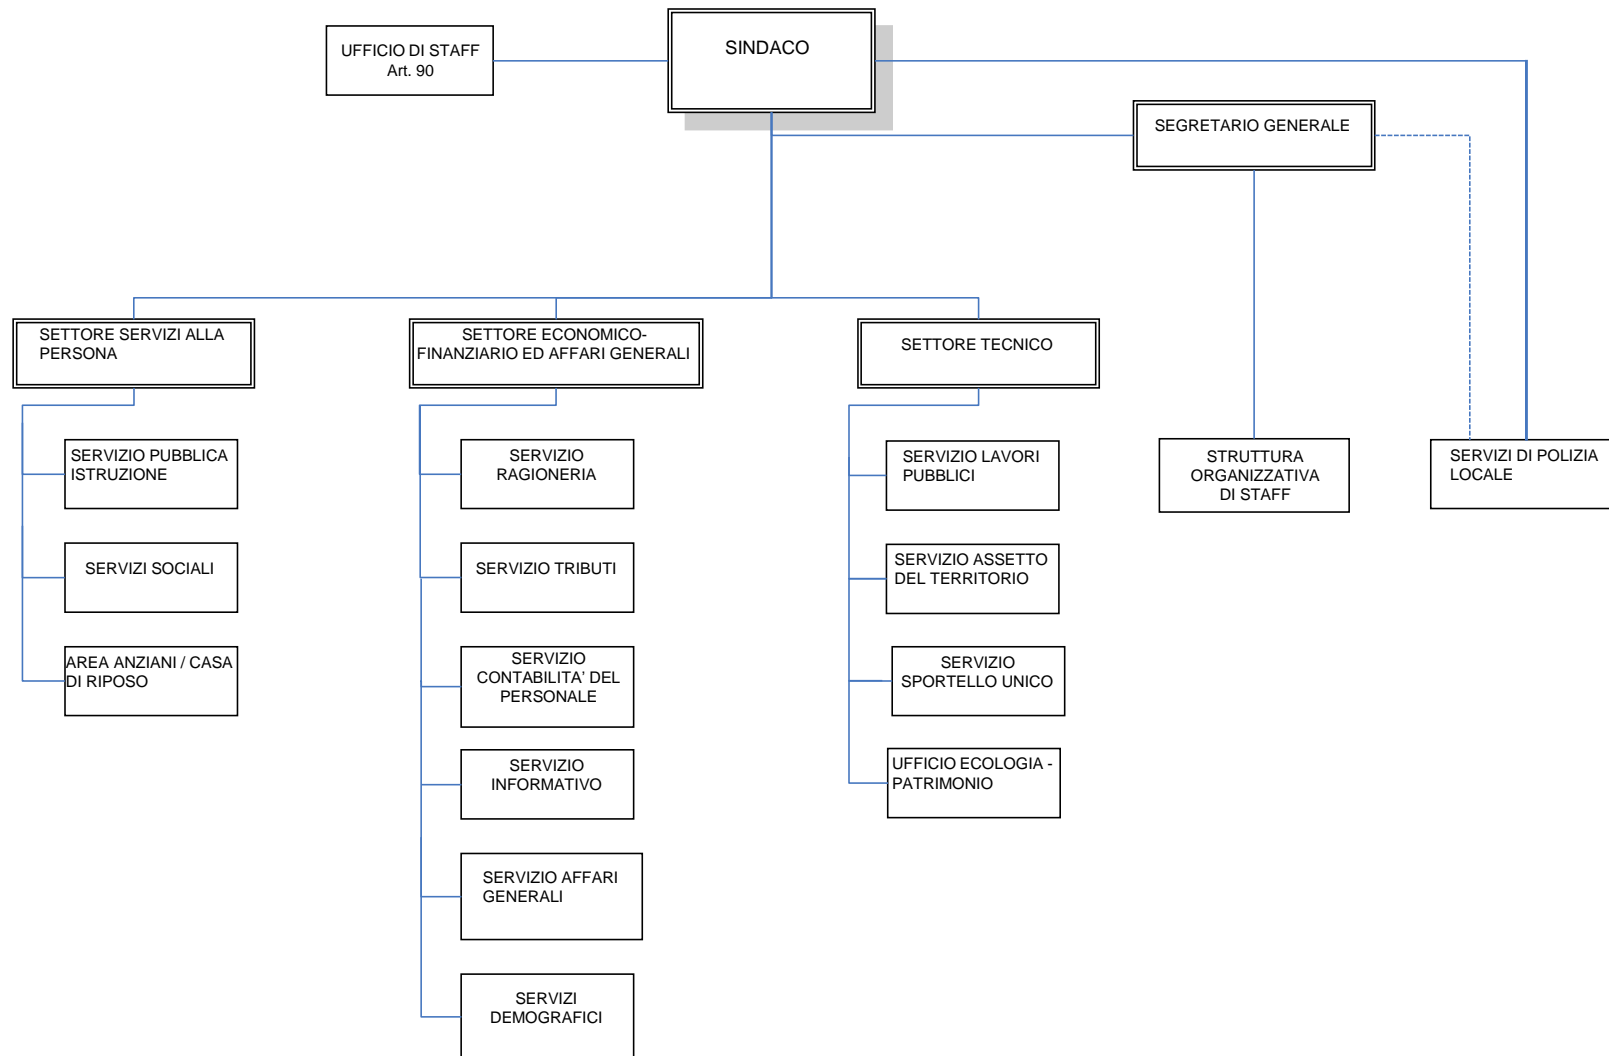 UFFICIO DI STAFF
Art. 90
SINDACO
SEGRETARIO GENERALE
SETTORE SERVIZI ALLA
PERSONA
SETTORE ECONOMICO-
FINANZIARIO ED AFFARI GENERALI
SETTORE TECNICO
SERVIZIO PUBBLICA
ISTRUZIONE
SERVIZI SOCIALI
AREA ANZIANI / CASA
DI RIPOSO
SERVIZIO
RAGIONERIA
SERVIZIO TRIBUTI
SERVIZIO
CONTABILITA' DEL
PERSONALE
SERVIZIO
INFORMATIVO
SERVIZIO AFFARI
GENERALI
SERVIZI
DEMOGRAFICI
SERVIZIO LAVORI
PUBBLICI
SERVIZIO ASSETTO
DEL TERRITORIO
SERVIZIO
SPORTELLO UNICO
UFFICIO ECOLOGIA -
PATRIMONIO
STRUTTURA
ORGANIZZATIVA
DI STAFF
SERVIZI DI POLIZIA
LOCALE